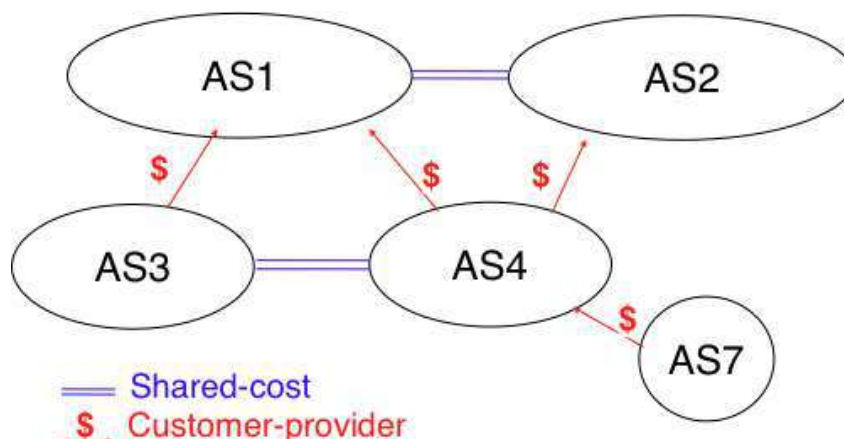 AS1
AS2
$
$
$
AS3
AS4
$
AS7
Shared-cost
$ Customer-provider